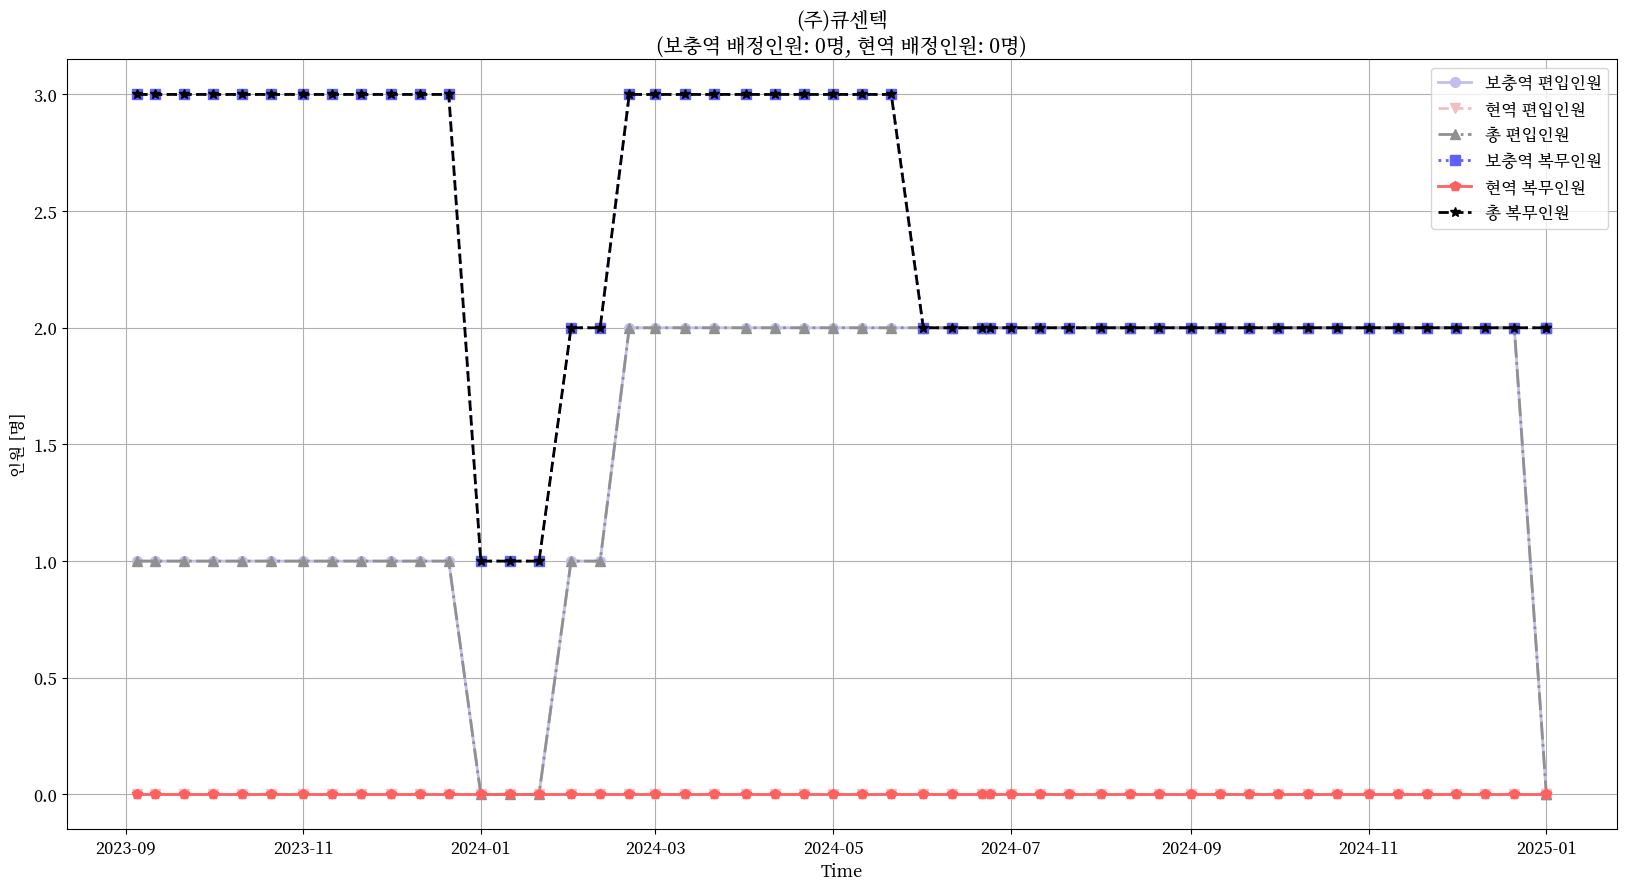 (주)큐센텍
(보충역 배정인원: 0명, 현역 배정인원: 0명)
보충역 편입인원
현역 편입인원
총 편입인원
보충역 복무인원
현역 복무인원
총 복무인원
인원 [명]
3.0
2.5
2.0
1.5
1.0
0.5
0.0
2023-09 2023-11 2024-01 2024-03 2024-05 2024-07 2024-09 2024-11 2025-01
Time